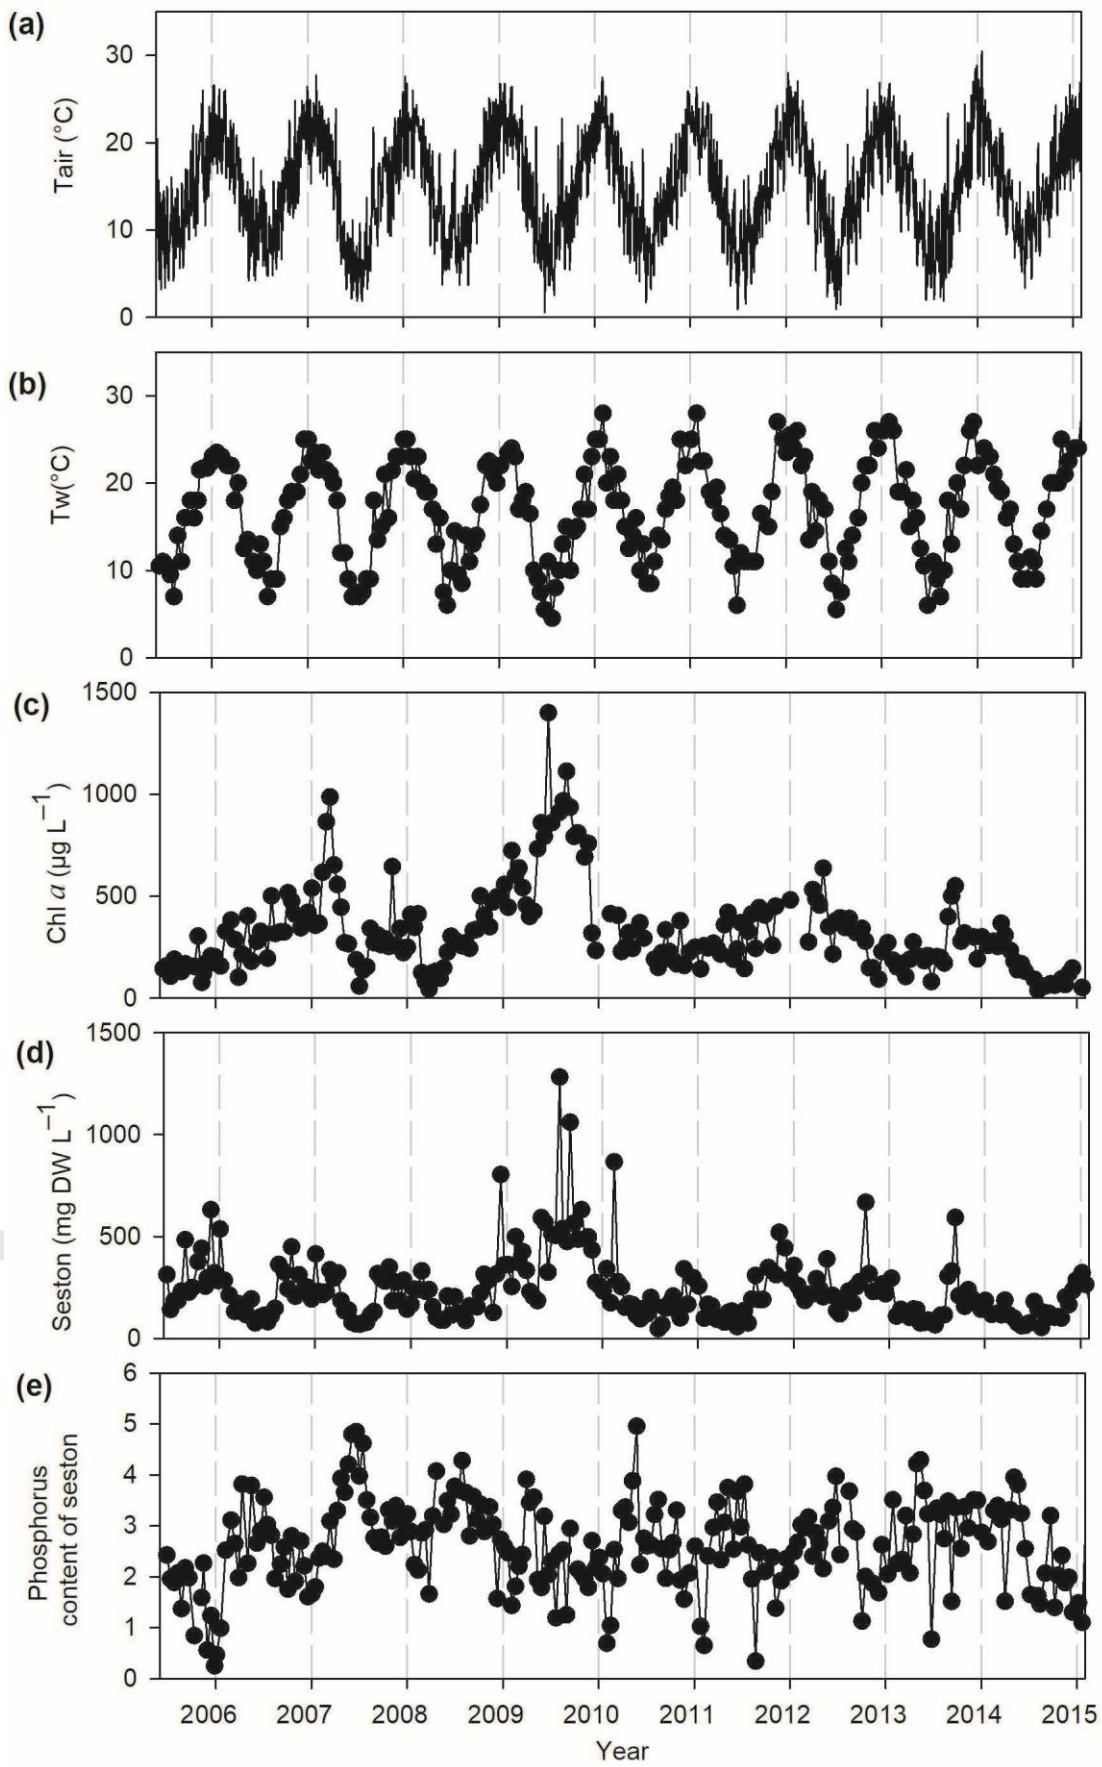 (a)
30
20
10
0
Tair (°C)
(b)
30
20
10
0
Tw(°C)
(c)
1500
1000
500
0
Chl a (µg L−1)
(d)
1500
1000
500
0
Seston (mg DW L−1)
(e)
6
5
4
3
2
1
0
Phosphorus
content of seston
2006 2007 2008 2009 2010 2011 2012 2013 2014 2015
Year